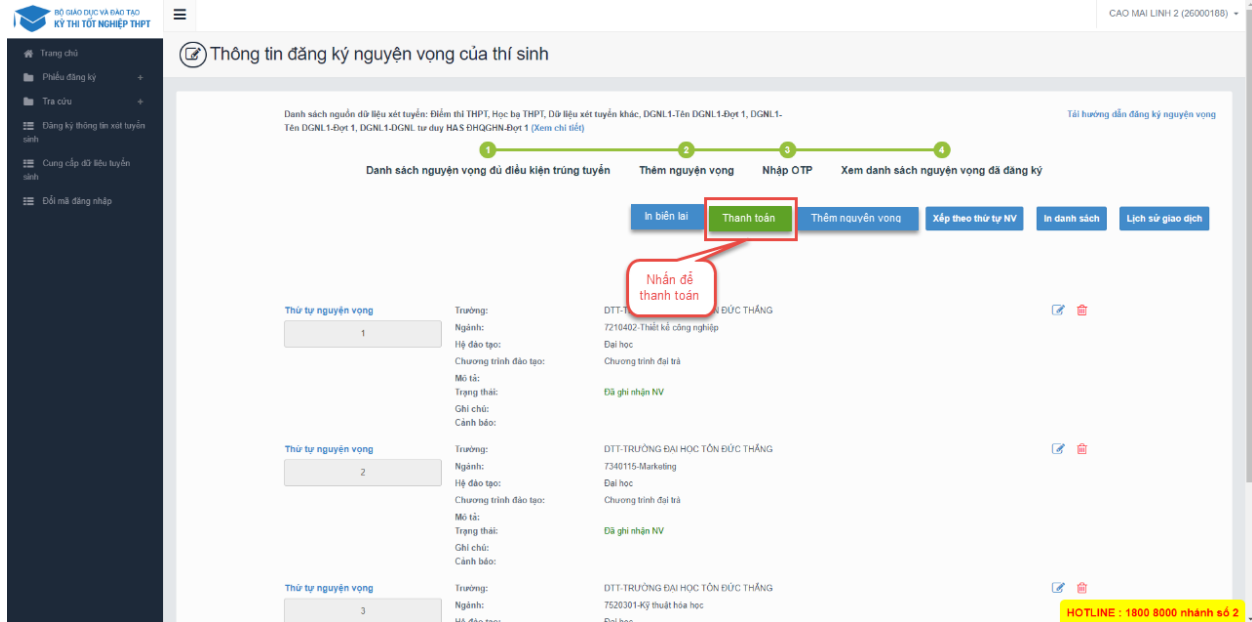 BỘ GIÁO DỤC VÀ ĐÀO TẠO
KỲ THI TỐT NGHIỆP THPT
CAO MAI LINH 2 (26000188)
Trang chủ
Phiếu đăng ký +
Tra cứu +
Đăng ký thông tin xét tuyển
sinh
Cung cấp dữ liệu tuyển
sinh
Đổi mã đăng nhập
Thông tin đăng ký nguyện vọng của thí sinh
Danh sách nguồn dữ liệu xét tuyển: Điểm thi THPT, Học bạ THPT, Dữ liệu xét tuyển khác, DGNL1-Tên DGNL1-Đợt 1, DGNL1-
Tên DGNL1-Đợt 1, DGNL1-DGNL tư duy HAS ĐHQGHN-Đợt 1 (Xem chi tiết)
Tải hướng dẫn đăng ký nguyện vọng
1 2 3 4
Danh sách nguyện vọng đủ điều kiện trúng tuyển Thêm nguyện vọng Nhập OTP Xem danh sách nguyện vọng đã đăng ký
In biên lai Thanh toán Thêm nguyện vọng Xếp theo thứ tự NV In danh sách Lịch sử giao dịch
Nhấn để
thanh toán
Thứ tự nguyện vọng
1
Trường: DTT-T ÔN ĐỨC THẮNG
Ngành: 7210402-Thiết kế công nghiệp
Hệ đào tạo: Đại học
Chương trình đào tạo: Chương trình đại trà
Mô tả:
Trạng thái: Đã ghi nhận NV
Ghi chú:
Cảnh báo:
Thứ tự nguyện vọng
2
Trường: DTT-TRƯỜNG ĐẠI HỌC TÔN ĐỨC THẮNG
Ngành: 7340115-Marketing
Hệ đào tạo: Đại học
Chương trình đào tạo: Chương trình đại trà
Mô tả:
Trạng thái: Đã ghi nhận NV
Ghi chú:
Cảnh báo:
Thứ tự nguyện vọng
3
Trường: DTT-TRƯỜNG ĐẠI HỌC TÔN ĐỨC THẮNG
Ngành: 7520301-Kỹ thuật hóa học
Hệ đào tạo: Đại học
HOTLINE : 1800 8000 nhánh số 2